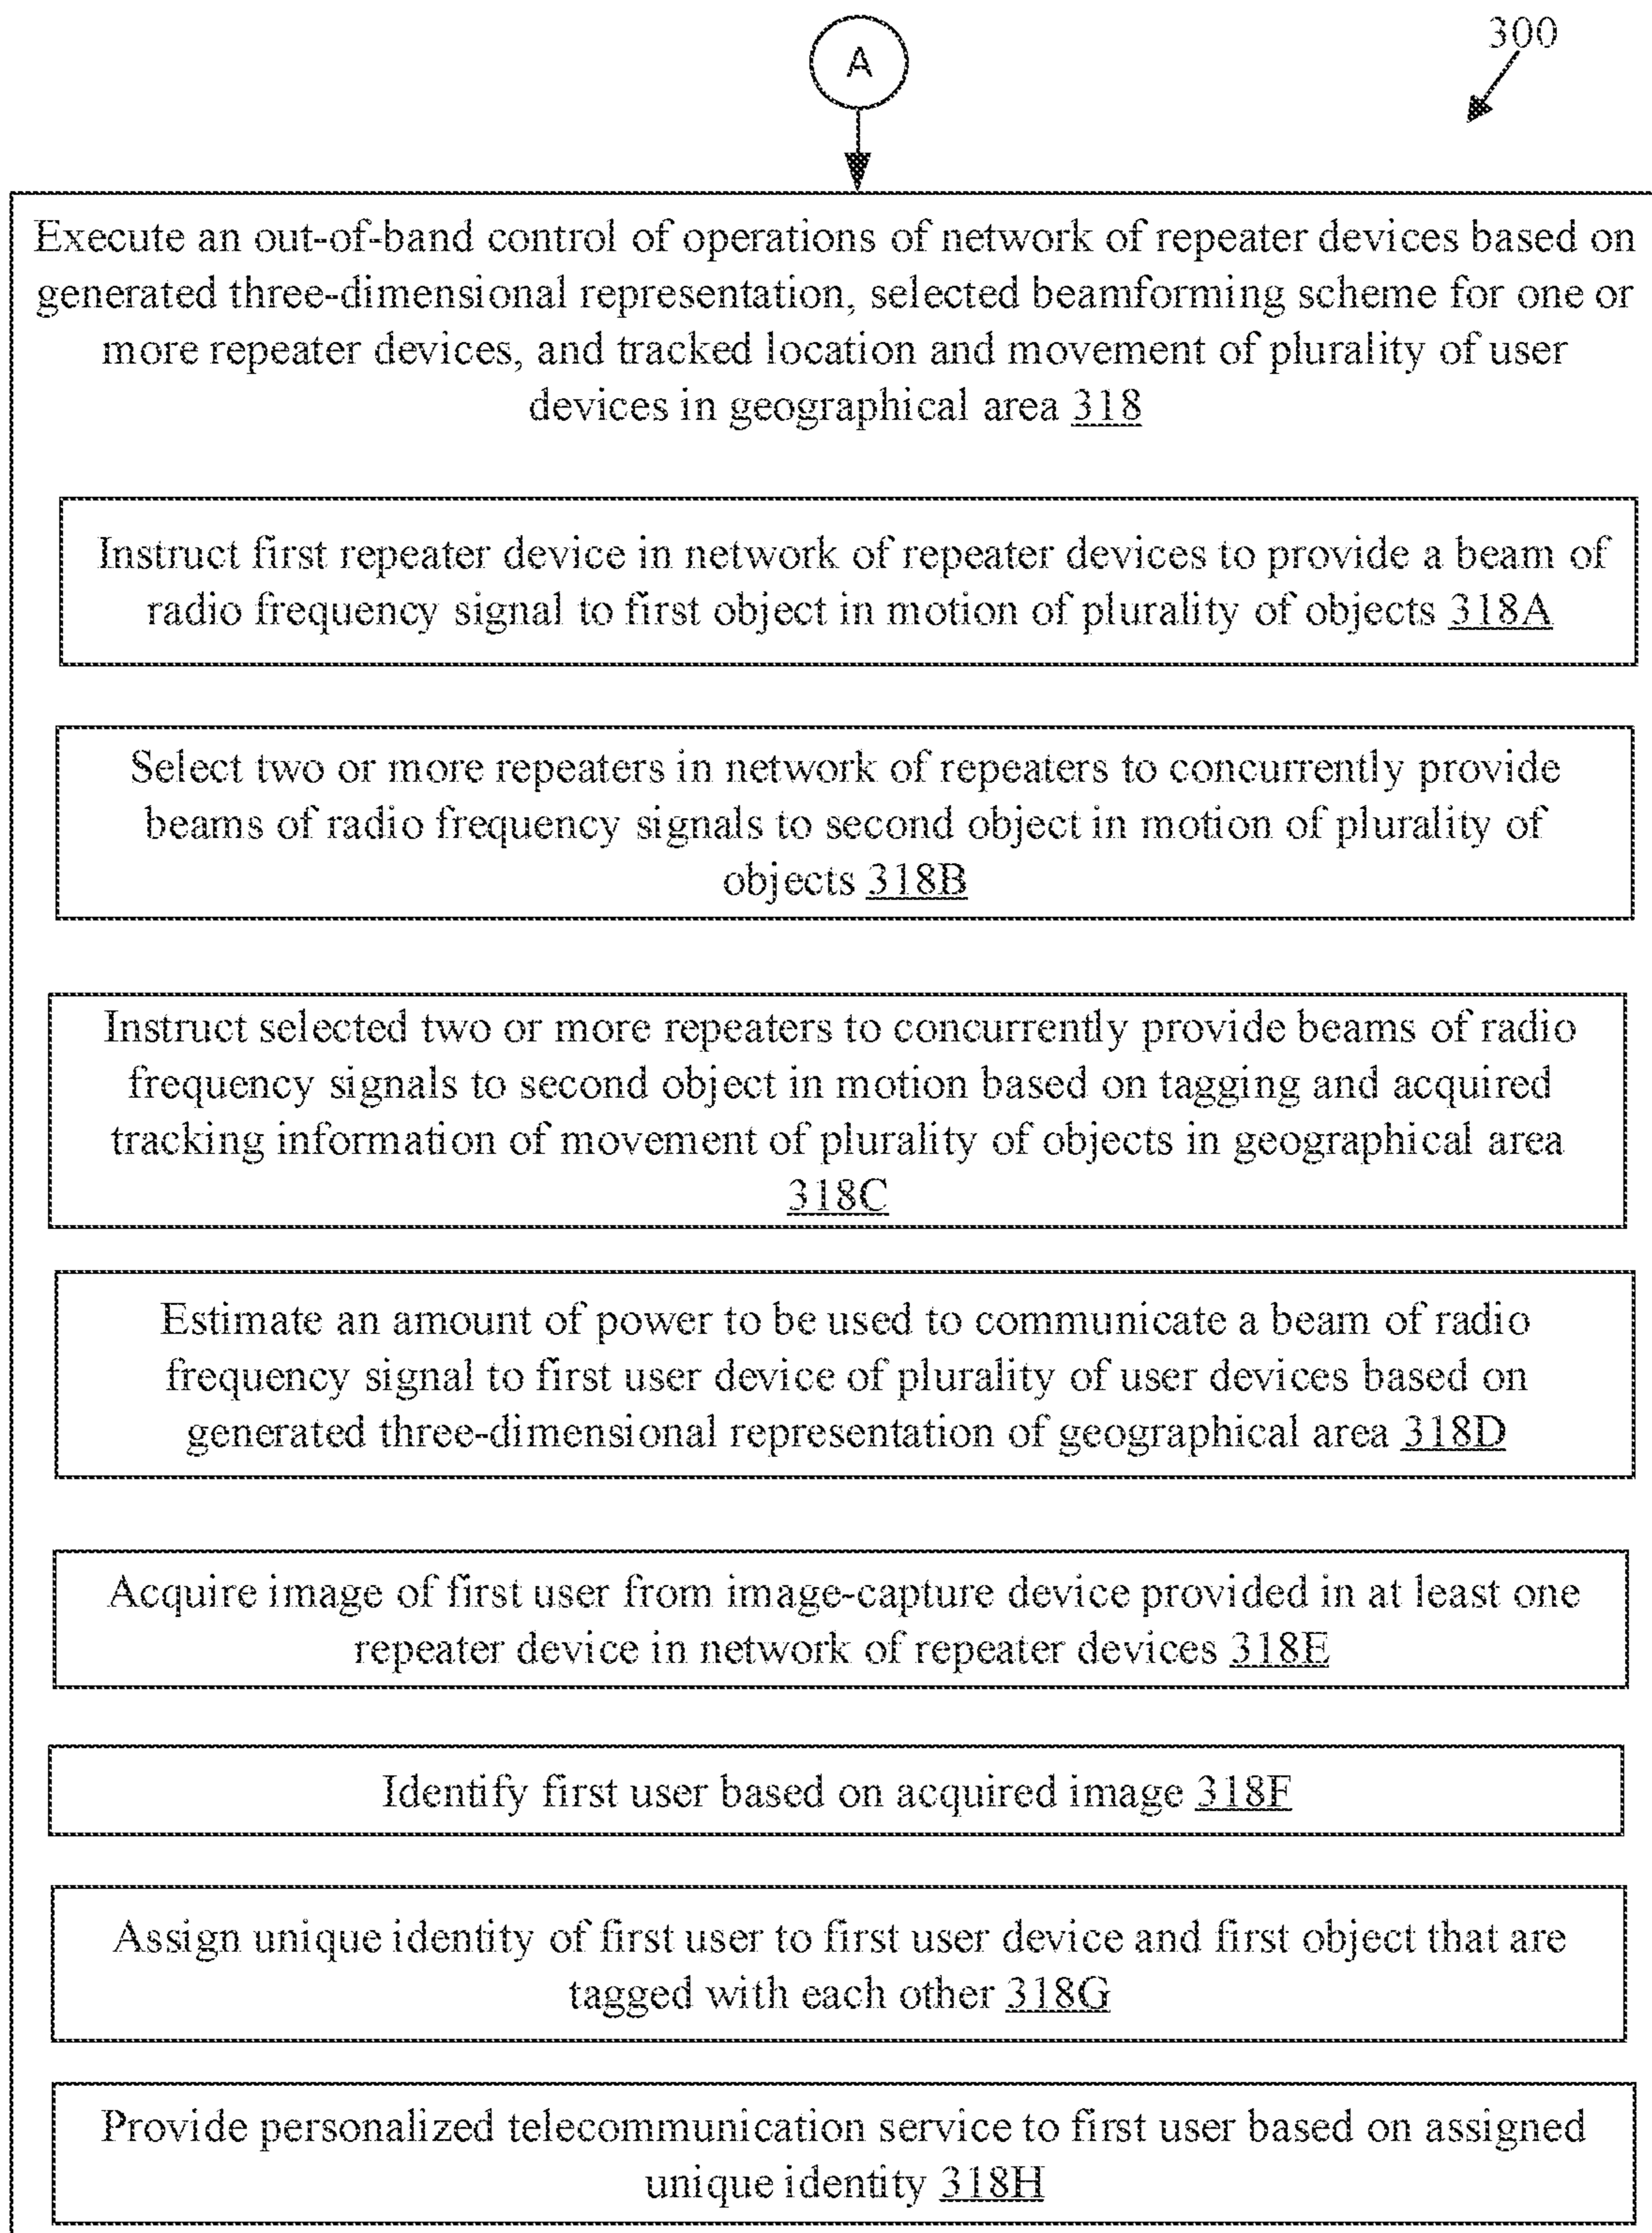 A
300
Execute an out-of-band control of operations of network of repeater devices based on
generated three-dimensional representation, selected beamforming scheme for one or
more repeater devices, and tracked location and movement of plurality of user
devices in geographical area 318
Instruct first repeater device in network of repeater devices to provide a beam of
radio frequency signal to first object in motion of plurality of objects 318A
Select two or more repeaters in network of repeaters to concurrently provide
beams of radio frequency signals to second object in motion of plurality of
objects 318B
Instruct selected two or more repeaters to concurrently provide beams of radio
frequency signals to second object in motion based on tagging and acquired
tracking information of movement of plurality of objects in geographical area
318C
Estimate an amount of power to be used to communicate a beam of radio
frequency signal to first user device of plurality of user devices based on
generated three-dimensional representation of geographical area 318D
Acquire image of first user from image-capture device provided in at least one
repeater device in network of repeater devices 318E
Identify first user based on acquired image 318F
Assign unique identity of first user to first user device and first object that are
tagged with each other 318G
Provide personalized telecommunication service to first user based on assigned
unique identity 318H